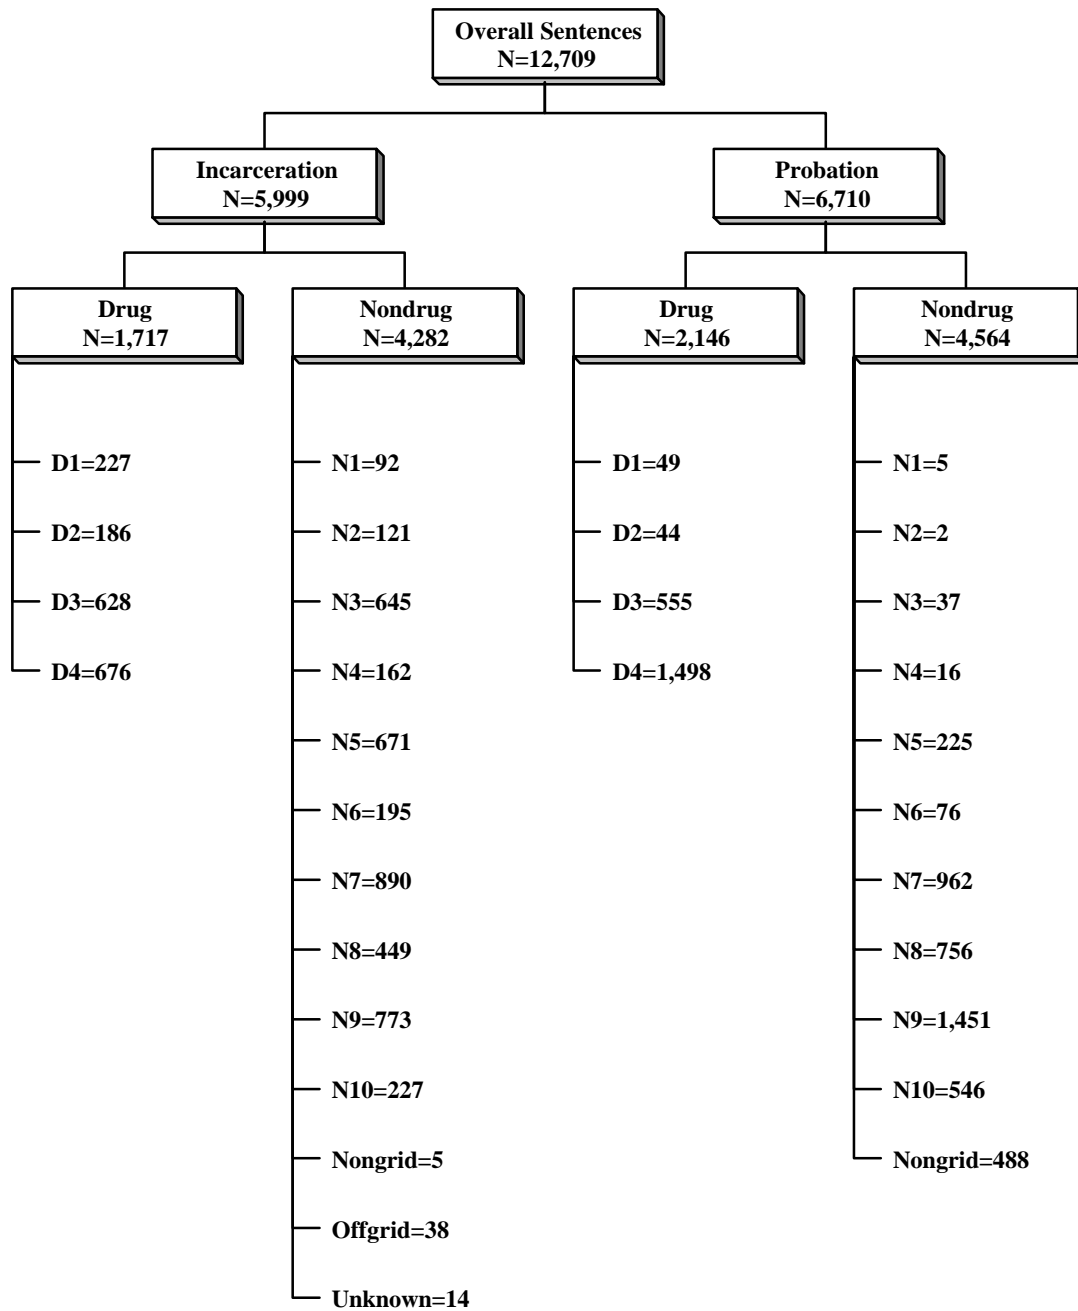 Overall Sentences
N=12,709
Incarceration
N=5,999
Probation
N=6,710
Drug
N=1,717
Nondrug
N=4,282
Drug
N=2,146
Nondrug
N=4,564
D1=227
D2=186
D3=628
D4=676
N1=92
N2=121
N3=645
N4=162
N5=671
N6=195
N7=890
N8=449
N9=773
N10=227
Nongrid=5
Offgrid=38
Unknown=14
D1=49
D2=44
D3=555
D4=1,498
N1=5
N2=2
N3=37
N4=16
N5=225
N6=76
N7=962
N8=756
N9=1,451
N10=546
Nongrid=488